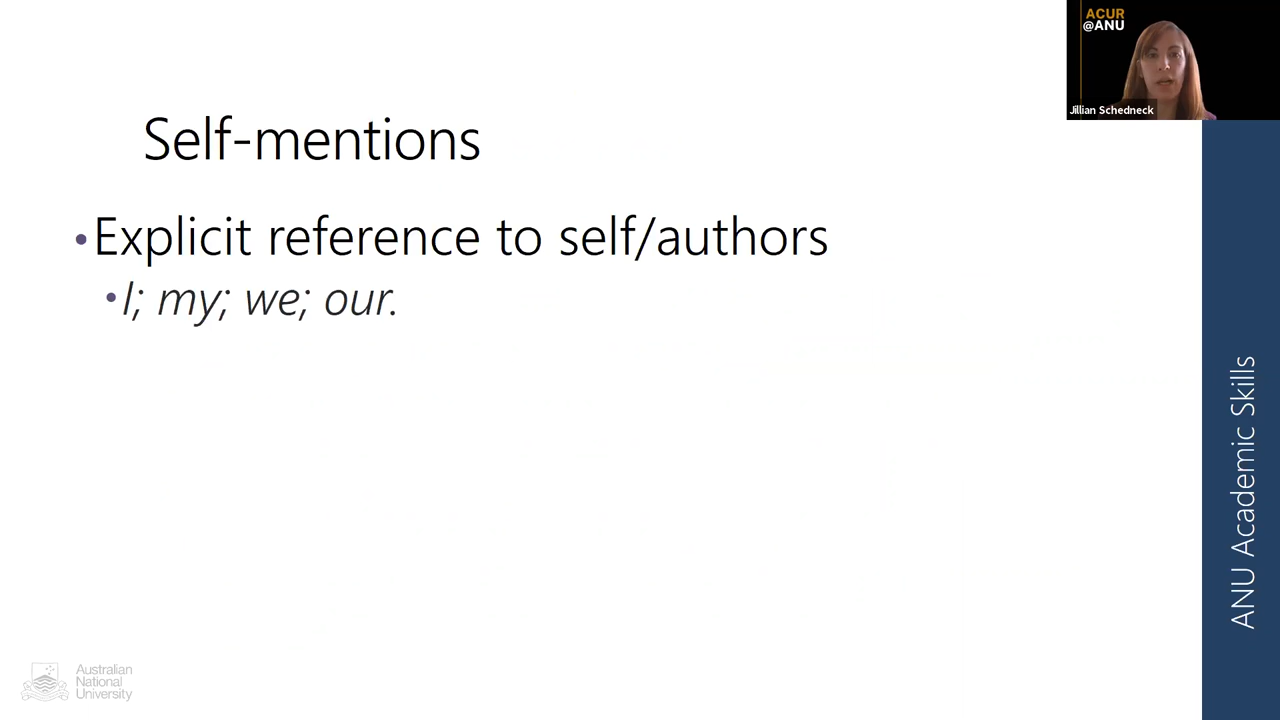 ACUR
@ANU
Jillian Schedneck
Self-mentions
•Explicit reference to self/authors
•I; my; we; our.
ANU Academic Skills
Australian
National
University